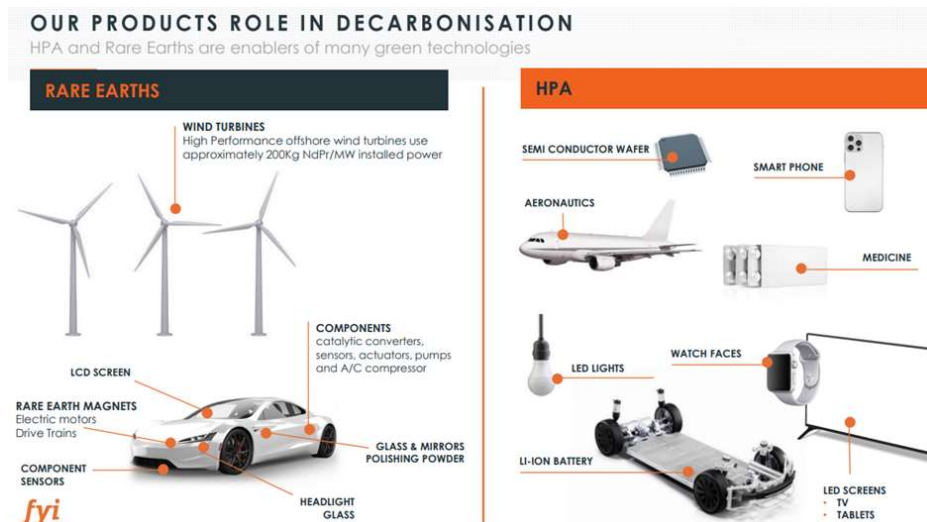 OUR PRODUCTS ROLE IN DECARBONISATION
HPA and Rare Earths are enablers of many green technologies
RARE EARTHS
WIND TURBINES
High Performance offshore wind turbines use
approximately 200Kg NdPr/MW installed power
COMPONENTS
catalytic converters,
sensors, actuators, pumps
and A/C compressor
LCD SCREEN
RARE EARTH MAGNETS
Electric motors
Drive Trains
GLASS & MIRRORS
POLISHING POWDER
COMPONENT
SENSORS
HEADLIGHT
GLASS
fyi
HPA
SEMI CONDUCTOR WAFER
SMART PHONE
AERONAUTICS
MEDICINE
WATCH FACES
LED LIGHTS
LI-ION BATTERY
LED SCREENS
• TV
• TABLETS